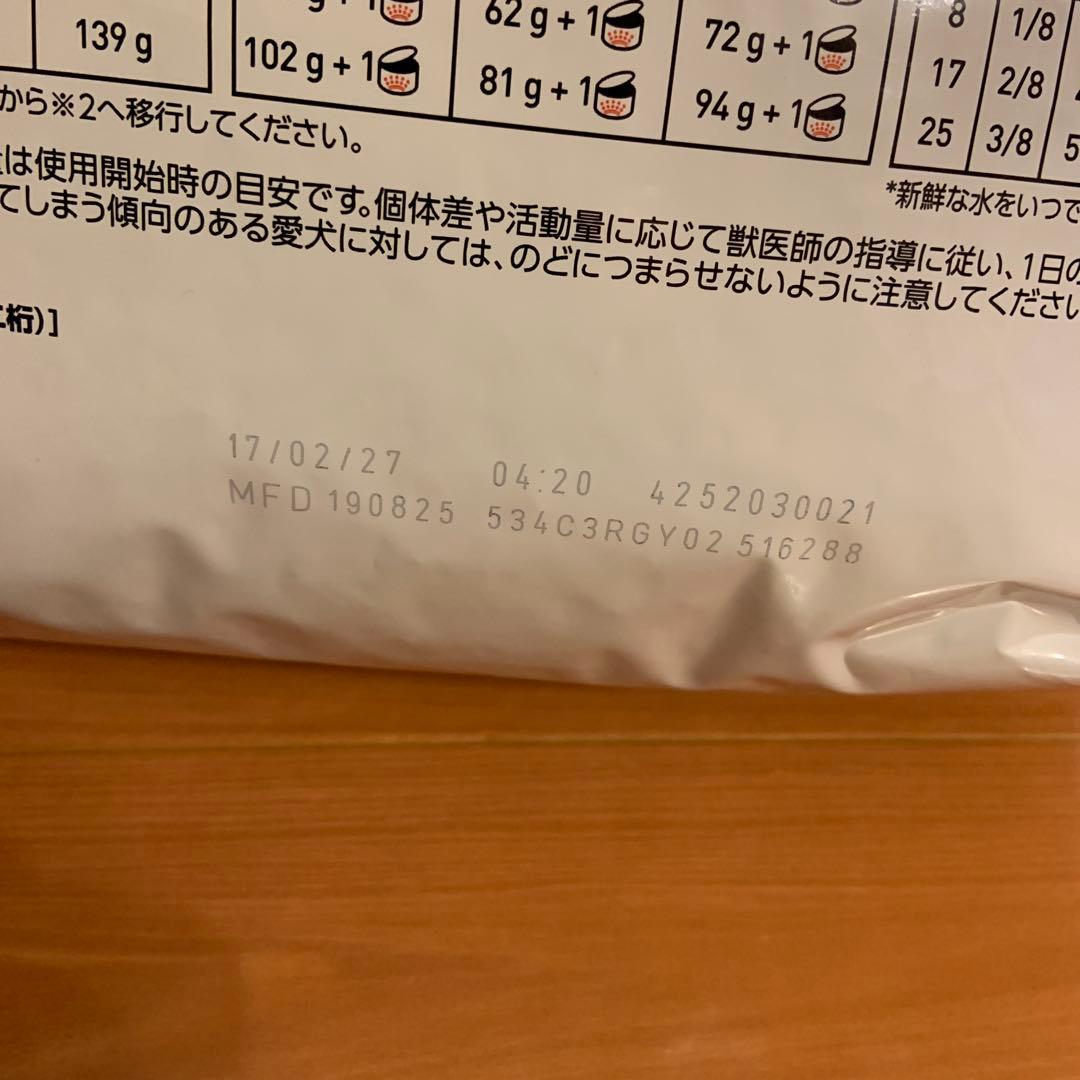 62 g + 1
72 g + 1
8 1/8
139 g
102 g + 1
81 g + 1
94 g + 1
17 2/8
25 3/8
から※2へ移行してください。
*新鮮な水をいつで
は使用開始時の目安です。個体差や活動量に応じて獣医師の指導に従い、1日の
てしまう傾向のある愛犬に対しては、のどにつまらせないように注意してください
桁)]
17/02/27 04:20 4252030021
MFD 190825 534C3RGY02 516288